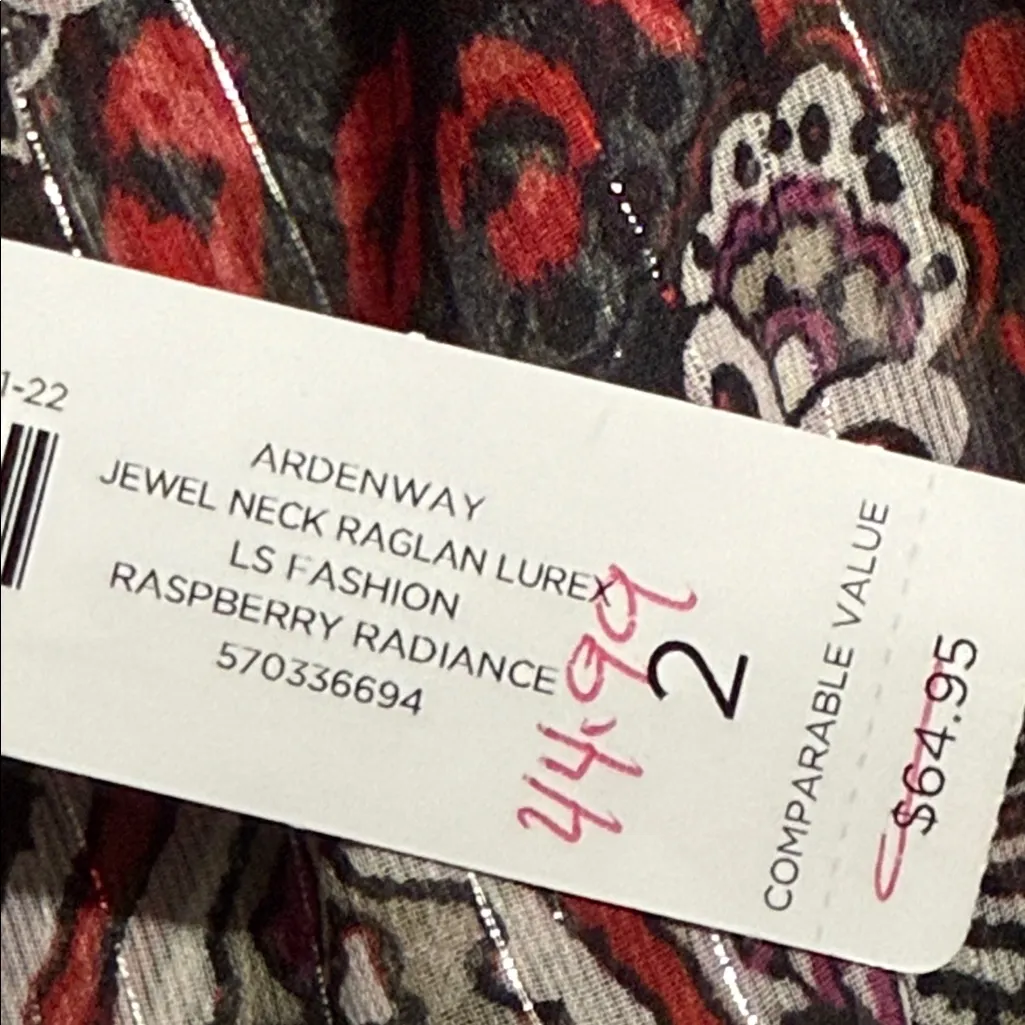 1-22
ARDENWAY
JEWEL NECK RAGLAN LUREX
LS FASHION
RASPBERRY RADIANCE
570336694
44.99
2
COMPARABLE VALUE
$64.95